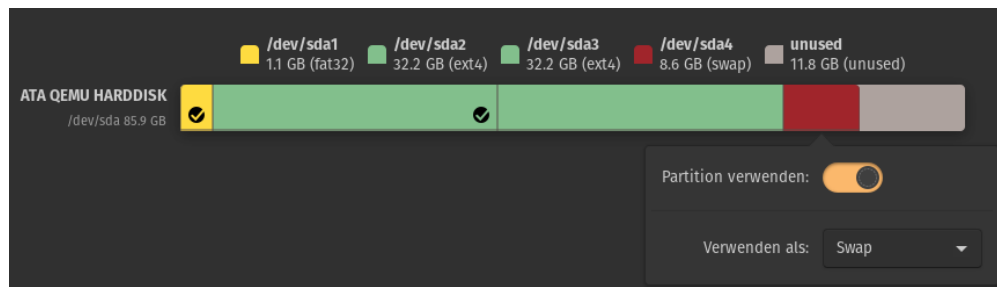 /dev/sda1
1.1 GB (fat32)
/dev/sda2
32.2 GB (ext4)
/dev/sda3
32.2 GB (ext4)
/dev/sda4
8.6 GB (swap)
unused
11.8 GB (unused)
ATA QEMU HARDDISK
/dev/sda 85.9 GB
Partition verwenden:
Verwenden als: Swap